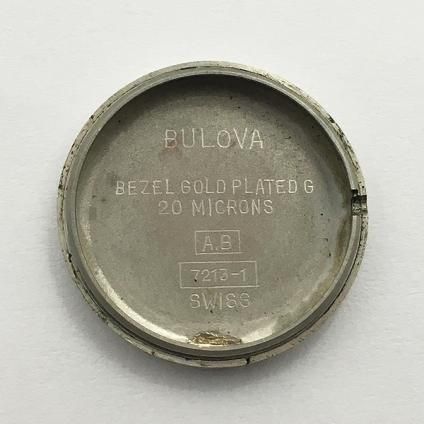 BULOVA
BEZEL GOLD PLATED G
20 MICRONS
A.B
7213-1
SWISS